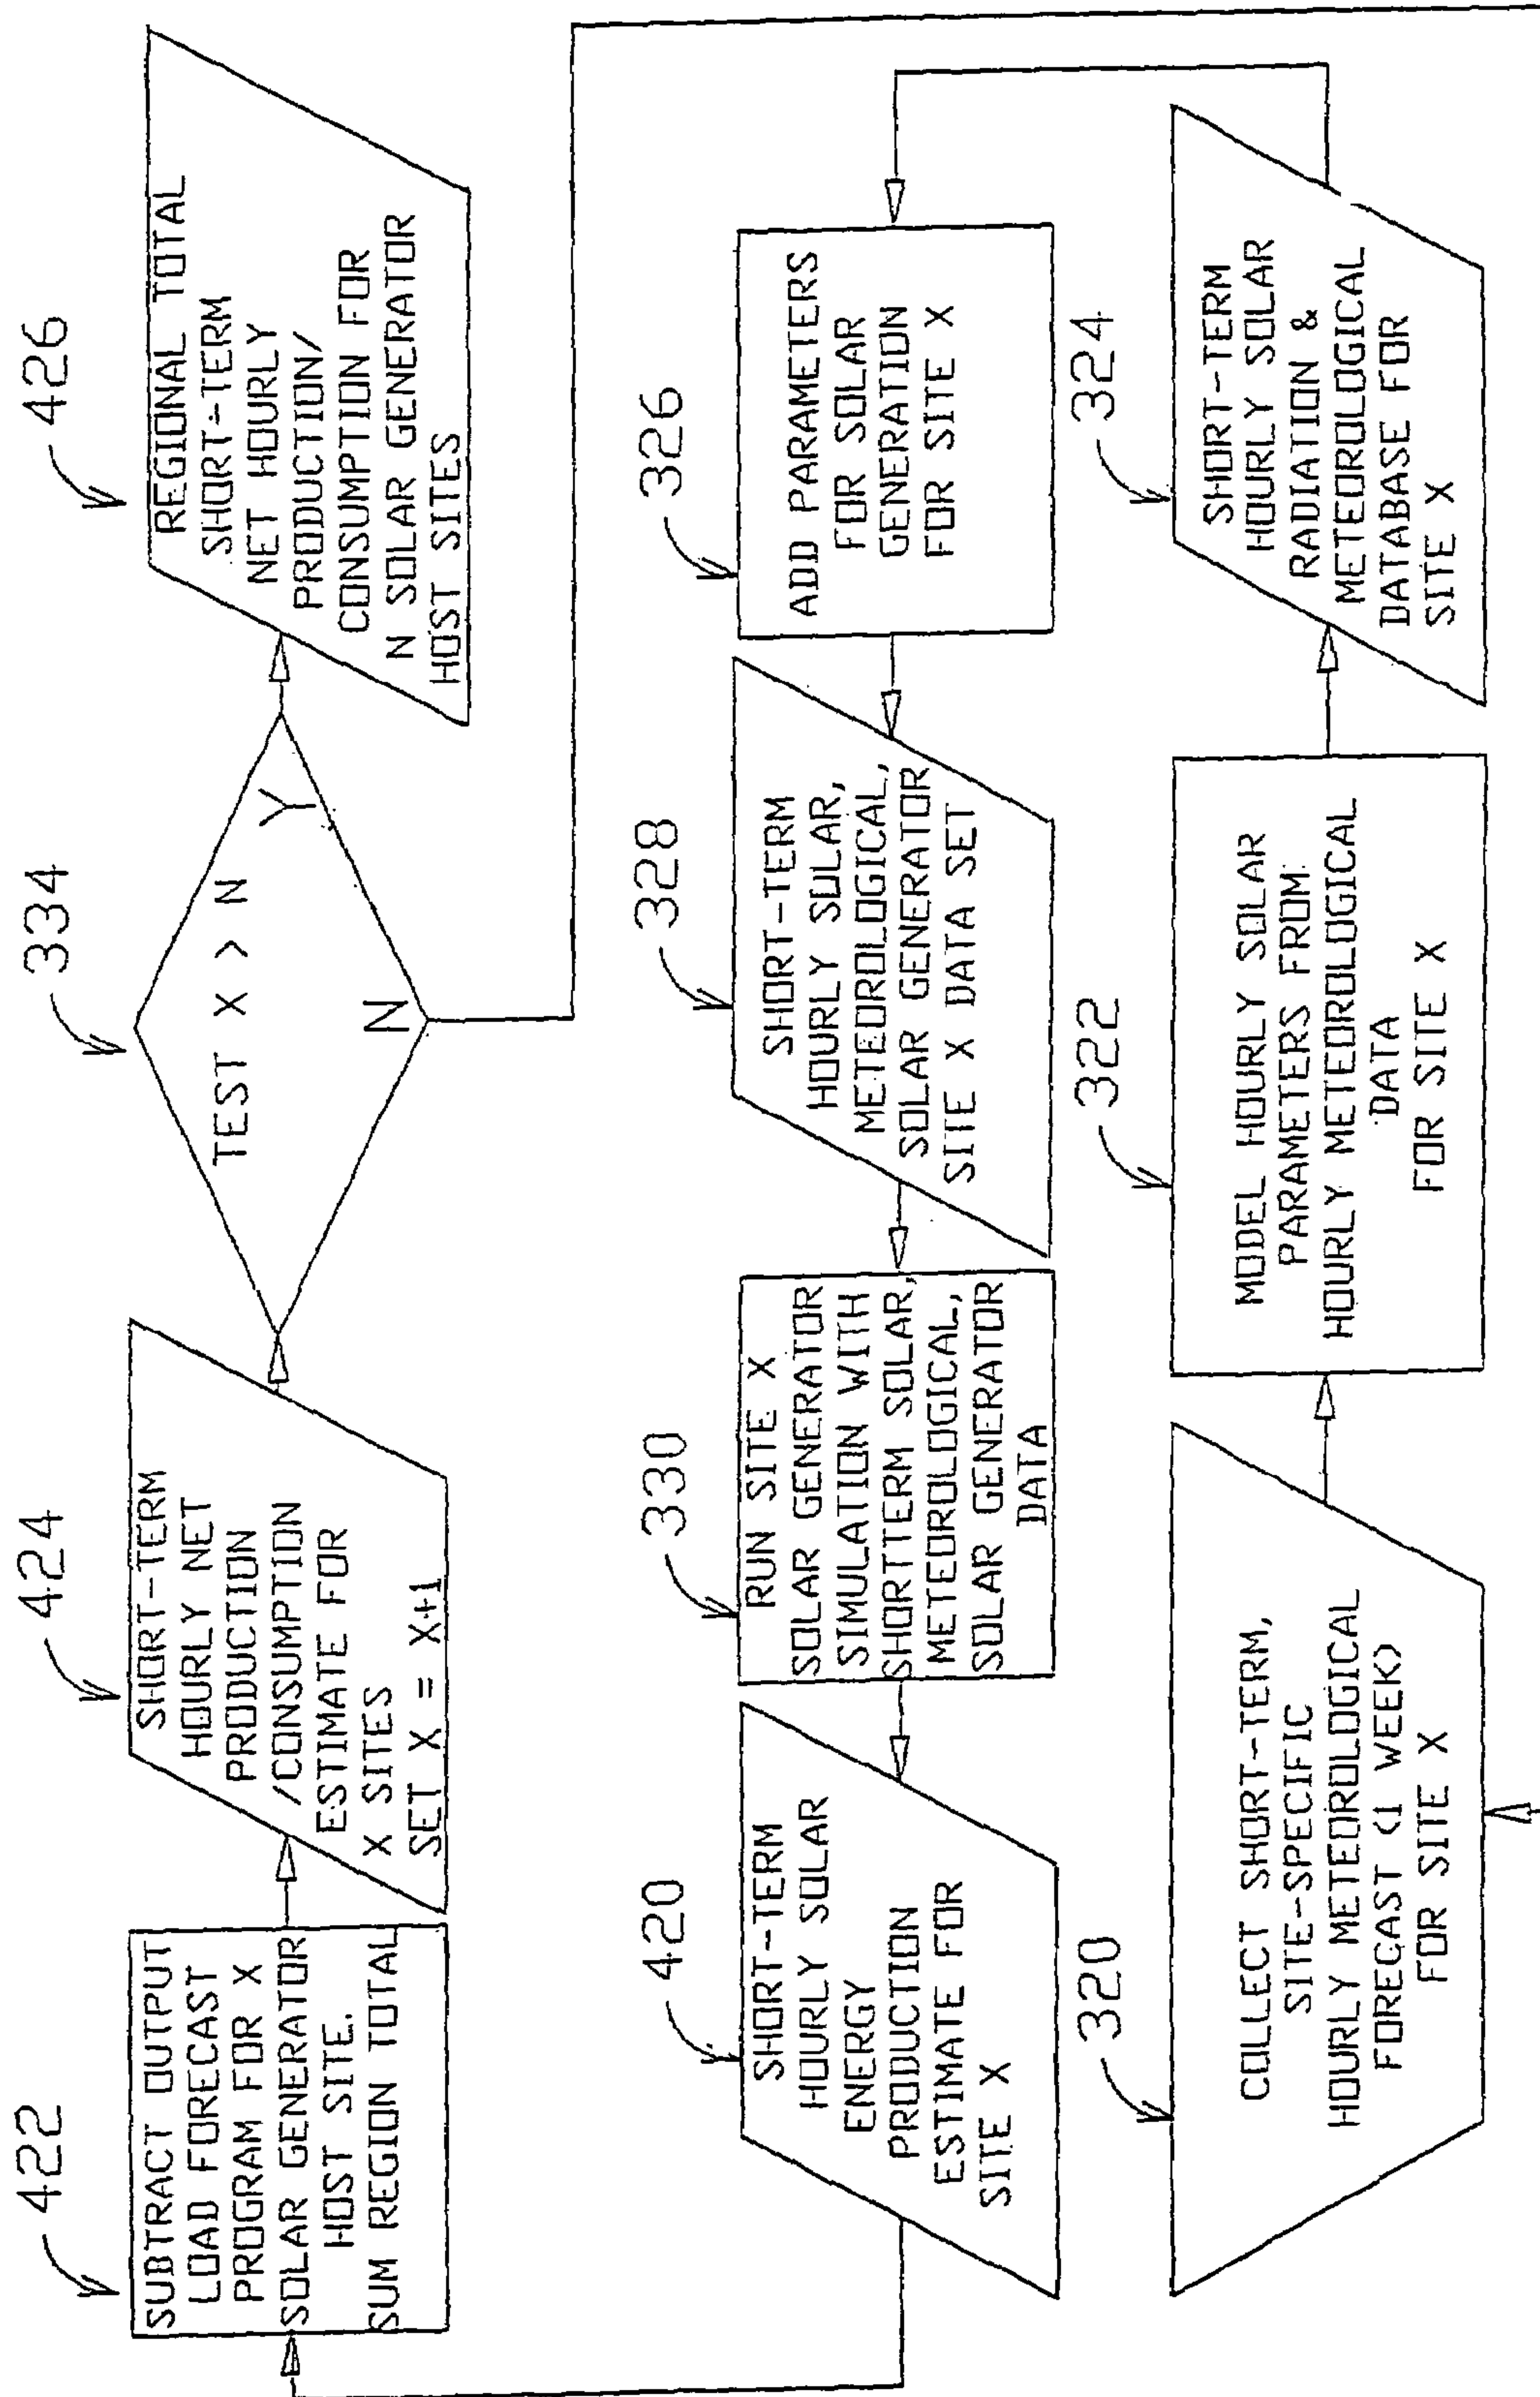 422
SUBTRACT OUTPUT
LOAD FORECAST
PROGRAM FOR X
SOLAR GENERATOR
HOST SITE.
SUM REGION TOTAL
424
SHORT-TERM
HOURLY NET
PRODUCTION
/CONSUMPTION
ESTIMATE FOR
X SITES
SET X = X+1
334
TEST X > N
Y
N
426
REGIONAL TOTAL
SHORT-TERM
NET HOURLY
PRODUCTION/
CONSUMPTION FOR
N SOLAR GENERATOR
HOST SITES
420
SHORT-TERM
HOURLY SOLAR
ENERGY
PRODUCTION
ESTIMATE FOR
SITE X
330
RUN SITE X
SOLAR GENERATOR
SIMULATION WITH
SHORTTERM SOLAR,
METEOROLOGICAL,
SOLAR GENERATOR
DATA
328
SHORT-TERM
HOURLY SOLAR,
METEOROLOGICAL,
SOLAR GENERATOR
SITE X DATA SET
326
ADD PARAMETERS
FOR SOLAR
GENERATION
FOR SITE X
320
COLLECT SHORT-TERM,
SITE-SPECIFIC
HOURLY METEOROLOGICAL
FORECAST (1 WEEK)
FOR SITE X
322
MODEL HOURLY SOLAR
PARAMETERS FROM
HOURLY METEOROLOGICAL
DATA
FOR SITE X
324
SHORT-TERM
HOURLY SOLAR
RADIATION &
METEOROLOGICAL
DATABASE FOR
SITE X